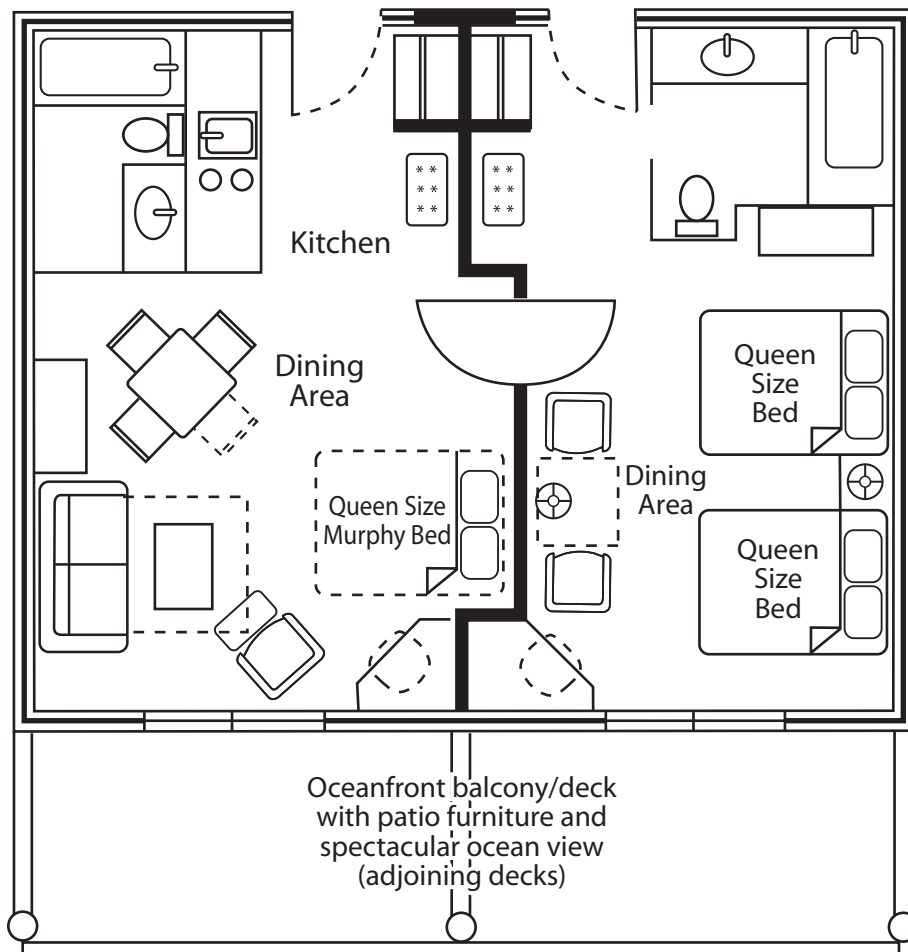 Kitchen
Dining
Area
Queen
Size
Bed
Queen Size
Murphy Bed
Dining
Area
Queen
Size
Bed
Oceanfront balcony/deck
with patio furniture and
spectacular ocean view
(adjoining decks)